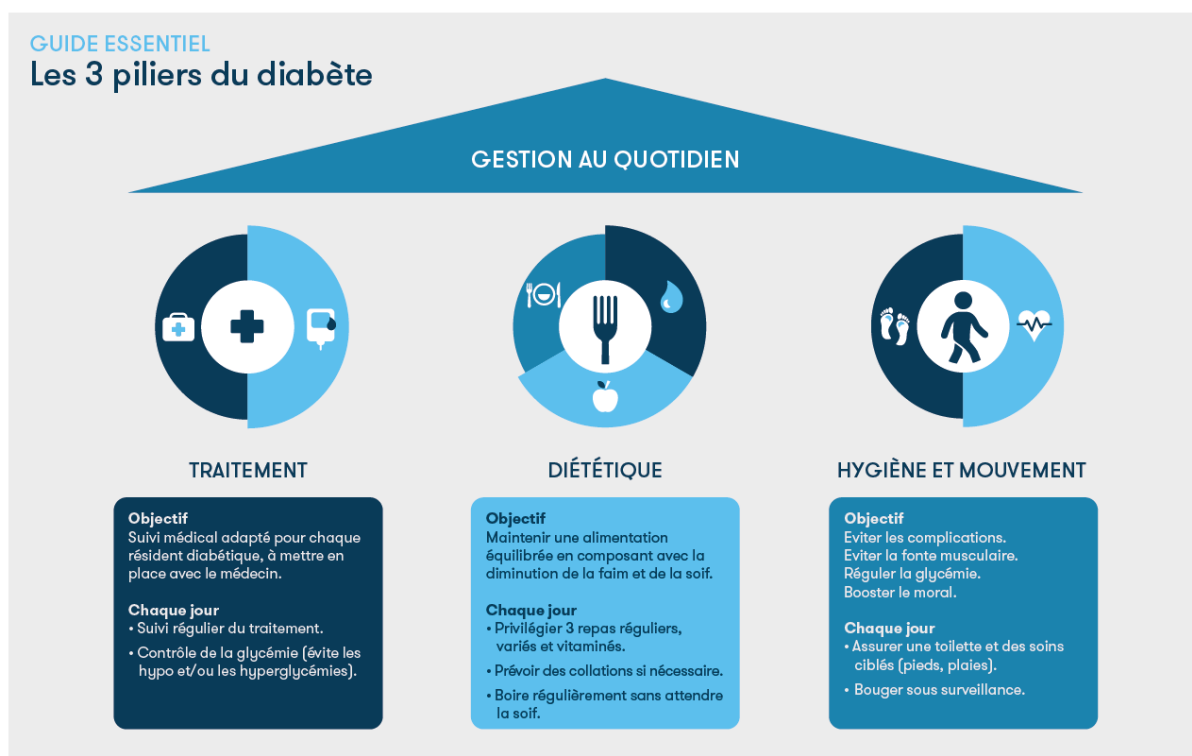 GUIDE ESSENTIEL
Les 3 piliers du diabète
GESTION AU QUOTIDIEN
TRAITEMENT
Objectif
Suivi médical adapté pour chaque
résident diabétique, à mettre en
place avec le médecin.
Chaque jour
• Suivi régulier du traitement.
• Contrôle de la glycémie (évite les
hypo et/ou les hyperglycémies).
DIÉTÉTIQUE
Objectif
Maintenir une alimentation
équilibrée en composant avec la
diminution de la faim et de la soif.
Chaque jour
• Privilégier 3 repas réguliers,
variés et vitaminés.
• Prévoir des collations si nécessaire.
• Boire régulièrement sans attendre
la soif.
HYGIÈNE ET MOUVEMENT
Objectif
Eviter les complications.
Eviter la fonte musculaire.
Réguler la glycémie.
Booster le moral.
Chaque jour
• Assurer une toilette et des soins
ciblés (pieds, plaies).
• Bouger sous surveillance.